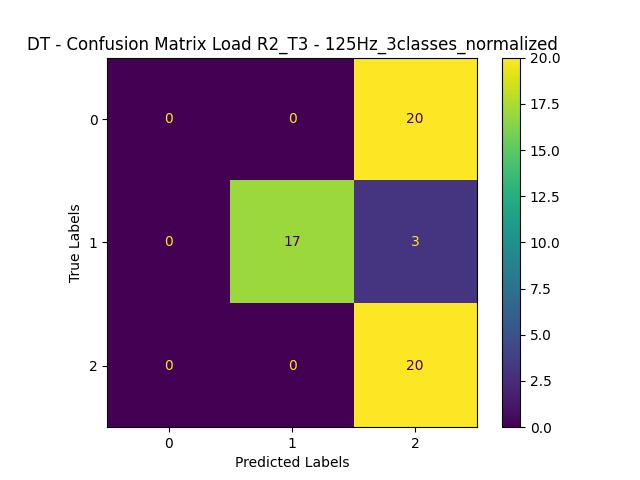 DT - Confusion Matrix Load R2_T3 - 125Hz_3classes_normalized
20.0
17.5
15.0
12.5
10.0
7.5
5.0
2.5
0.0
True Labels
0
0 0 20
1
0 17 3
2
0 0 20
0 1 2
Predicted Labels